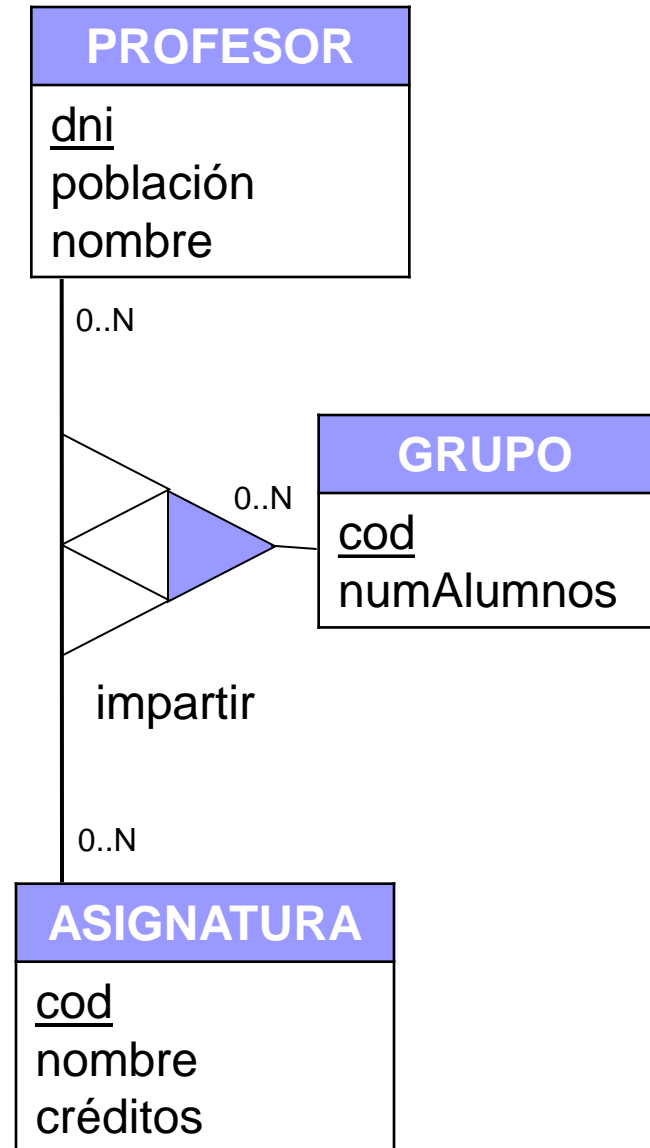 PROFESOR
dni
población
nombre
0..N
GRUPO
0..N
cod
numAlumnos
impartir
0..N
ASIGNATURA
cod
nombre
créditos